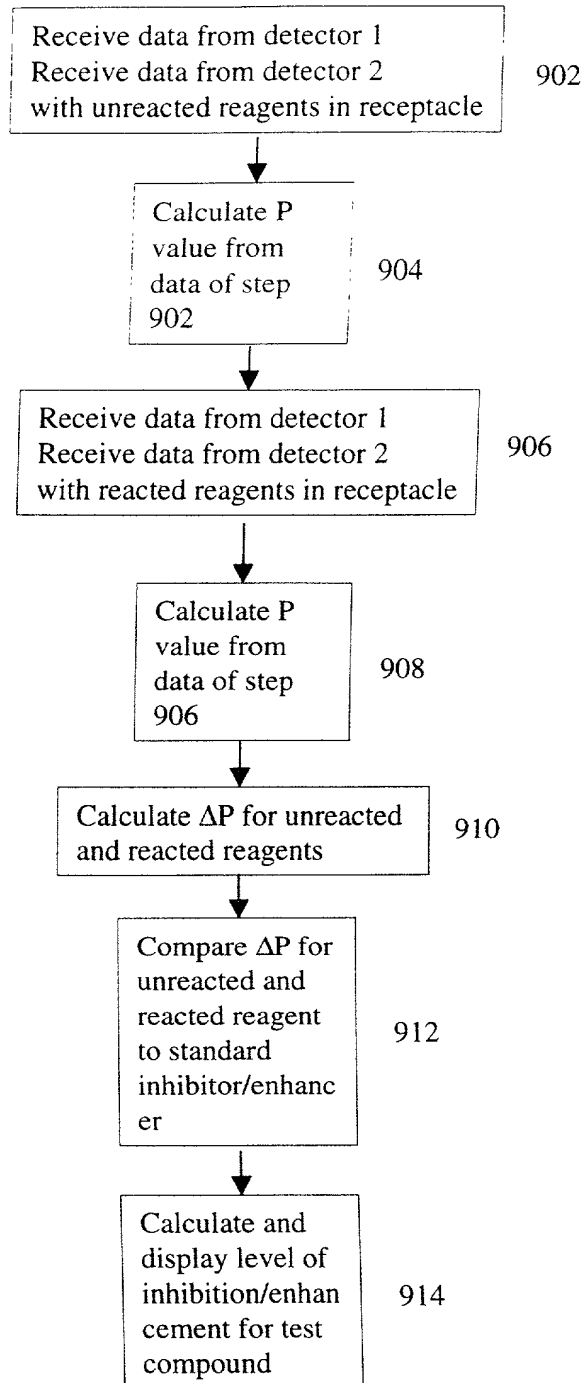 Receive data from detector 1
Receive data from detector 2
with unreacted reagents in receptacle
902
Calculate P
value from
data of step
902
904
Receive data from detector 1
Receive data from detector 2
with reacted reagents in receptacle
906
Calculate P
value from
data of step
906
908
Calculate ΔP for unreacted
and reacted reagents
910
Compare ΔP for
unreacted and
reacted reagent
to standard
inhibitor/enhanc
er
912
Calculate and
display level of
inhibition/enhan
cement for test
compound
914